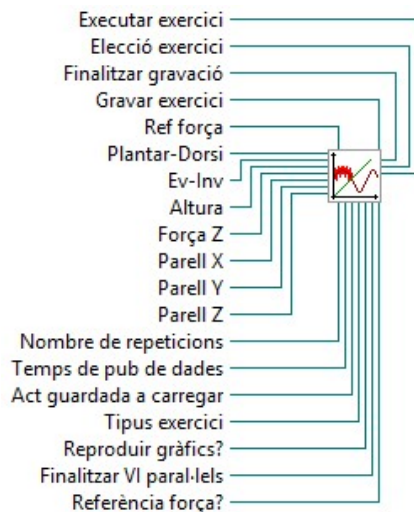 Executar exercici
Elecció exercici
Finalitzar gravació
Gravar exercici
Ref força
Plantar-Dorsi
Ev-Inv
Altura
Força Z
Parell X
Parell Y
Parell Z
Nombre de repeticions
Temps de pub de dades
Act guardada a carregar
Tipus exercici
Reproduir gràfics?
Finalitzar VI paral·lels
Referència força?